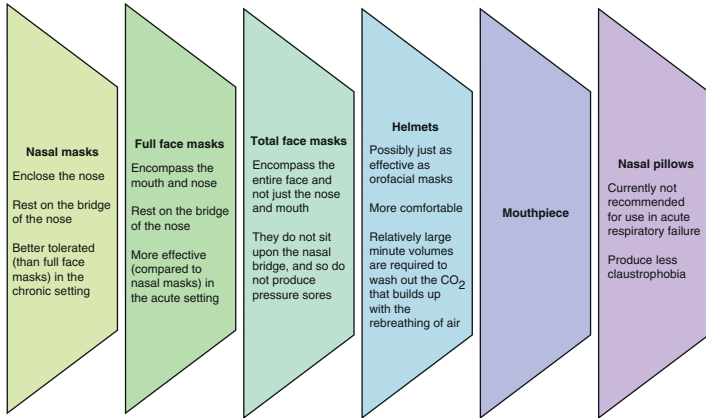 Nasal masks
Enclose the nose
Rest on the bridge
of the nose
Better tolerated
(than full face
masks) in the
chronic setting
Full face masks
Encompass the
mouth and nose
Rest on the bridge
of the nose
More effective
(compared to
nasal masks) in
the acute setting
Total face masks
Encompass the
entire face and
not just the nose
and mouth
They do not sit
upon the nasal
bridge, and so do
not produce
pressure sores
Helmets
Possibly just as
effective as
orofacial masks
More comfortable
Relatively large
minute volumes
are required to
wash out the CO2
that builds up
with the
rebreathing of air
Mouthpiece
Nasal pillows
Currently not
recommended
for use in acute
respiratory failure
Produce less
claustrophobia